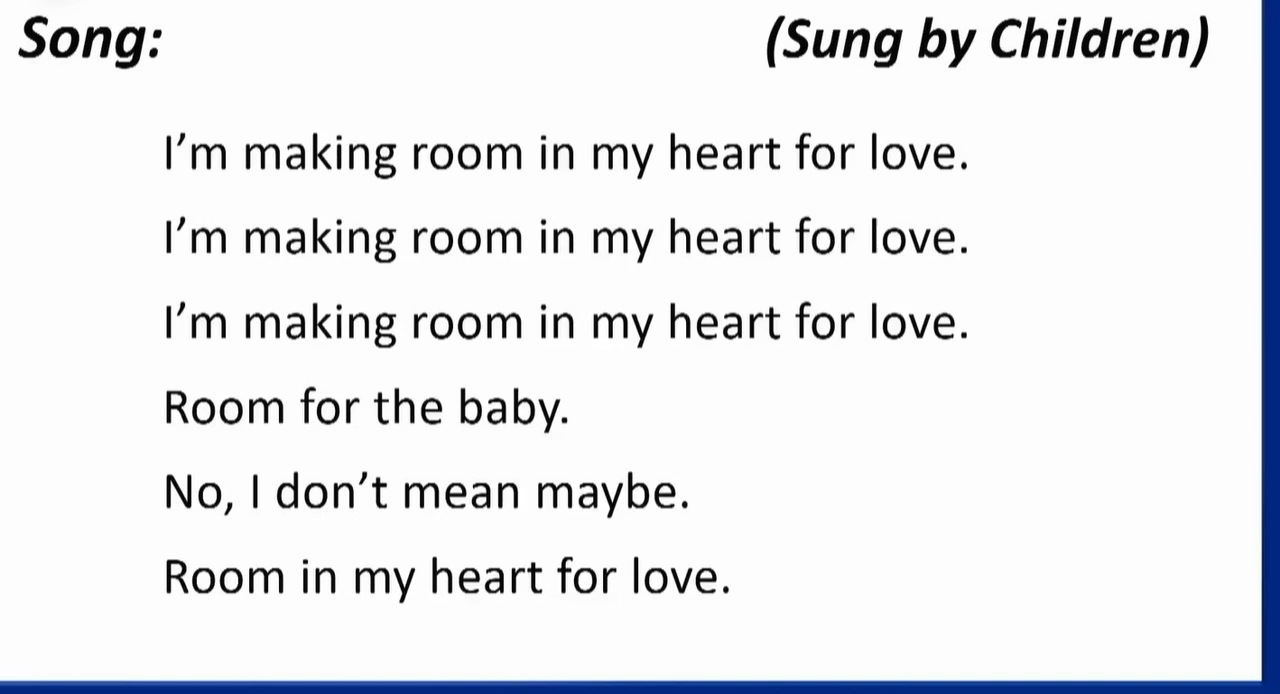 Song: (Sung by Children)
I’m making room in my heart for love.
I’m making room in my heart for love.
I’m making room in my heart for love.
Room for the baby.
No, I don’t mean maybe.
Room in my heart for love.